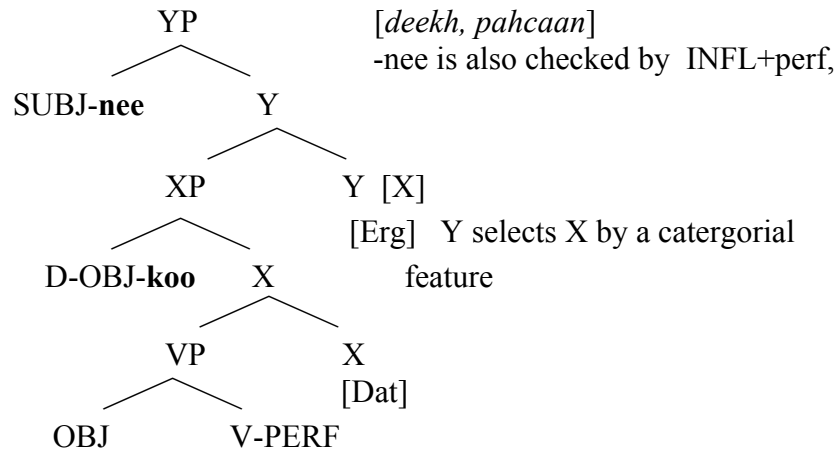 YP [deekh, pahcaan]
-nee is also checked by INFL+perf,
SUBJ-nee Y
XP Y [X]
[Erg] Y selects X by a catergorial
D-OBJ-koo X feature
VP X
[Dat]
OBJ V-PERF